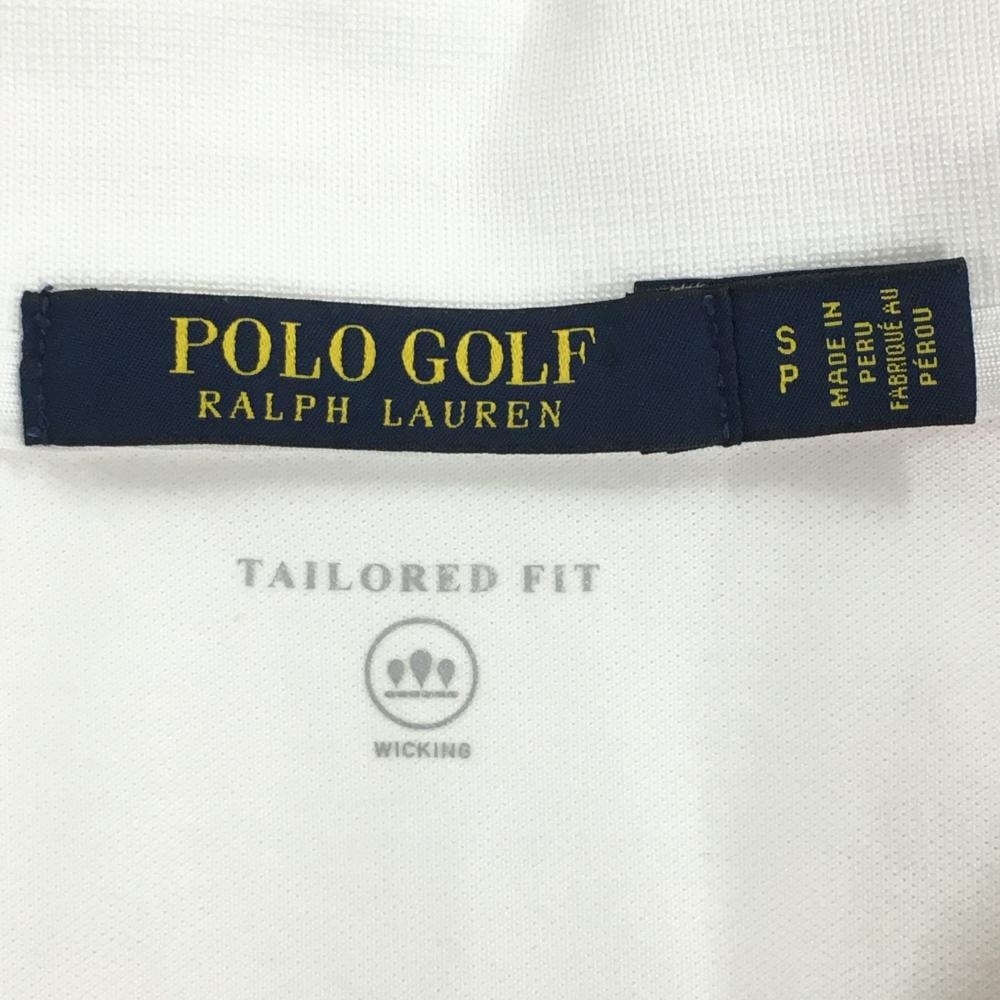 POLO GOLF
RALPH LAUREN
S
P
MADE IN
PERU
FABRIQUÉ AU
PÉROU
TAILORED FIT
WICKING